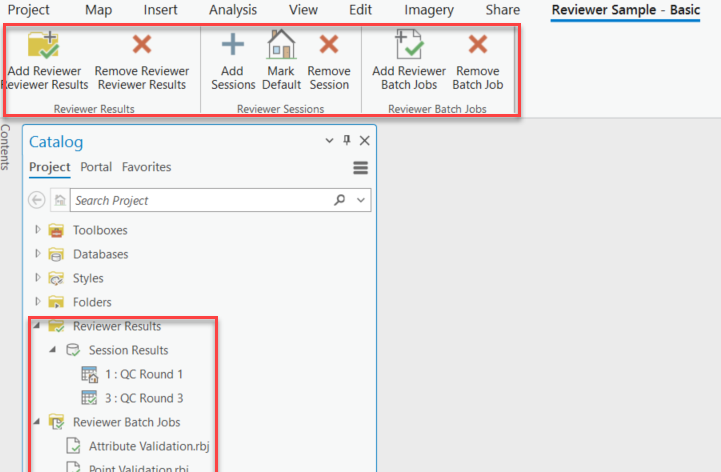 Project Map Insert Analysis View Edit Imagery Share Reviewer Sample - Basic
Add Reviewer Remove Reviewer Add Mark Remove Add Reviewer Remove
Reviewer Results Reviewer Results Sessions Default Session Batch Jobs Batch Job
Reviewer Results Reviewer Sessions Reviewer Batch Jobs
Contents
Catalog
Project Portal Favorites
Search Project
Toolboxes
Databases
Styles
Folders
Reviewer Results
Session Results
1 : QC Round 1
3 : QC Round 3
Reviewer Batch Jobs
Attribute Validation.rbj
Point Validation.rbj